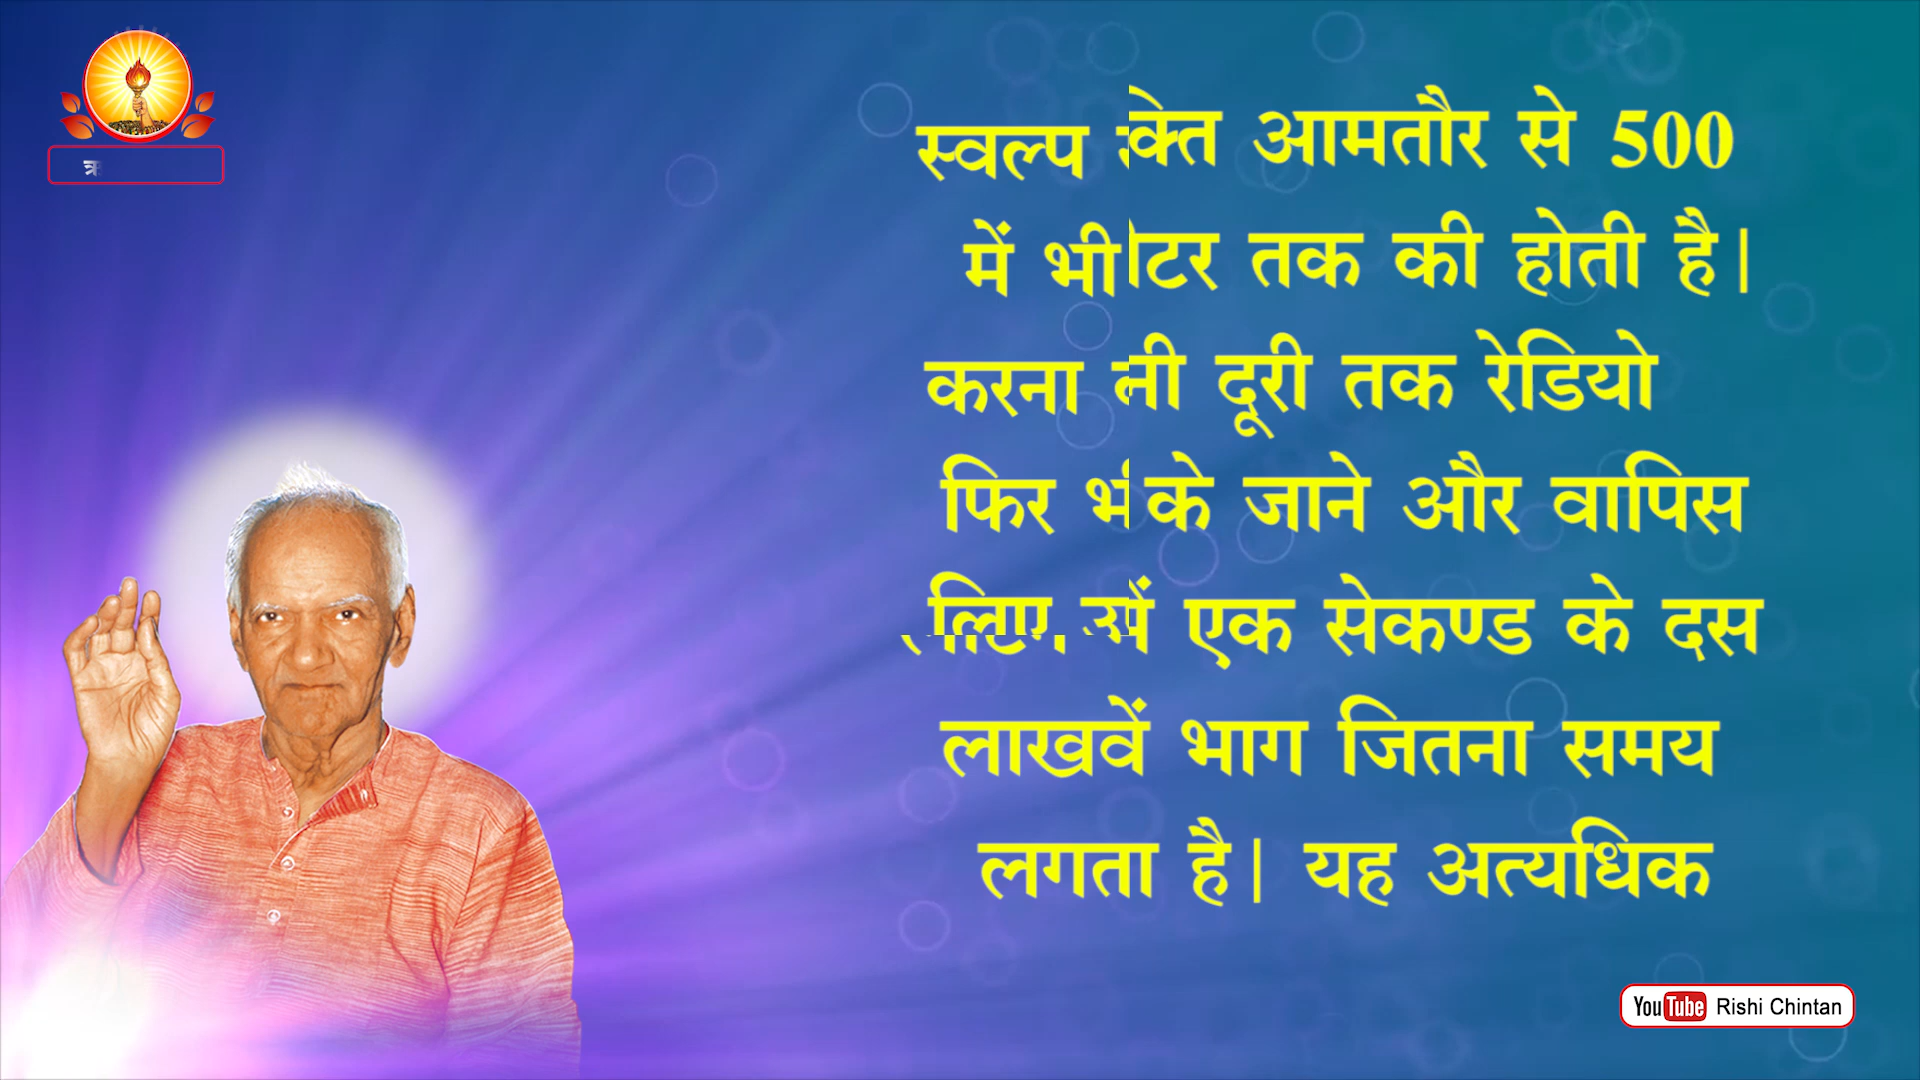 स्वल्प
आमतौर से 500
में भी
तक की होती है।
करना
दूरी तक रेडियो
फिर
के जाने और वापिस
एक सेकण्ड के दस
लाखवें भाग जितना समय
लगता है। यह अत्यधिक
YouTube Rishi Chintan